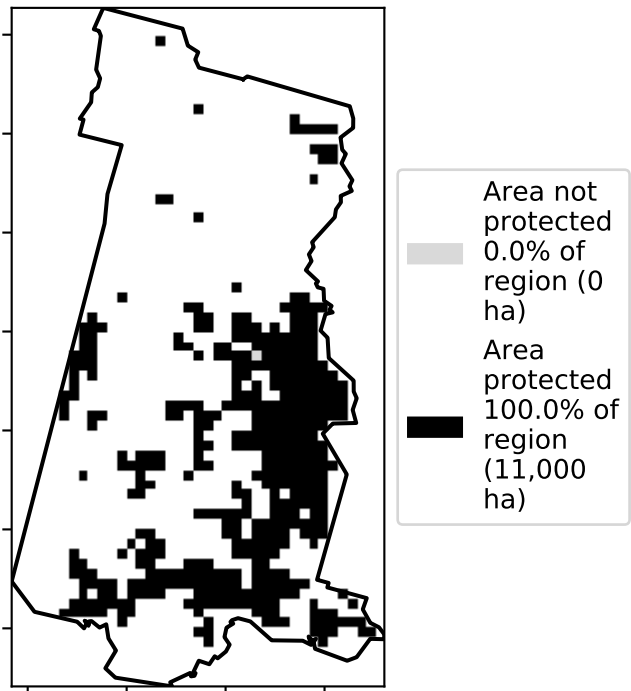 Area not
protected
0.0% of
region (0
ha)
Area
protected
100.0% of
region
(11,000
ha)